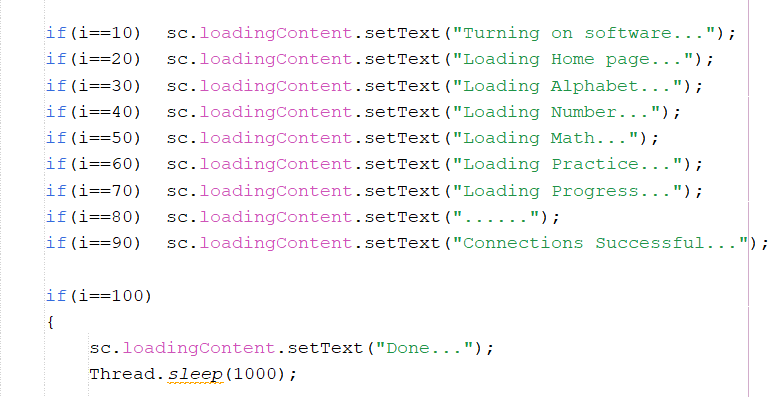 if(i==10)  sc.loadingContent.setText("Turning on software...");
if(i==20)  sc.loadingContent.setText("Loading Home page...");
if(i==30)  sc.loadingContent.setText("Loading Alphabet...");
if(i==40)  sc.loadingContent.setText("Loading Number...");
if(i==50)  sc.loadingContent.setText("Loading Math...");
if(i==60)  sc.loadingContent.setText("Loading Practice...");
if(i==70)  sc.loadingContent.setText("Loading Progress...");
if(i==80)  sc.loadingContent.setText("......");
if(i==90)  sc.loadingContent.setText("Connections Successful...");
if(i==100)
{
    sc.loadingContent.setText("Done...");
    Thread.sleep(1000);